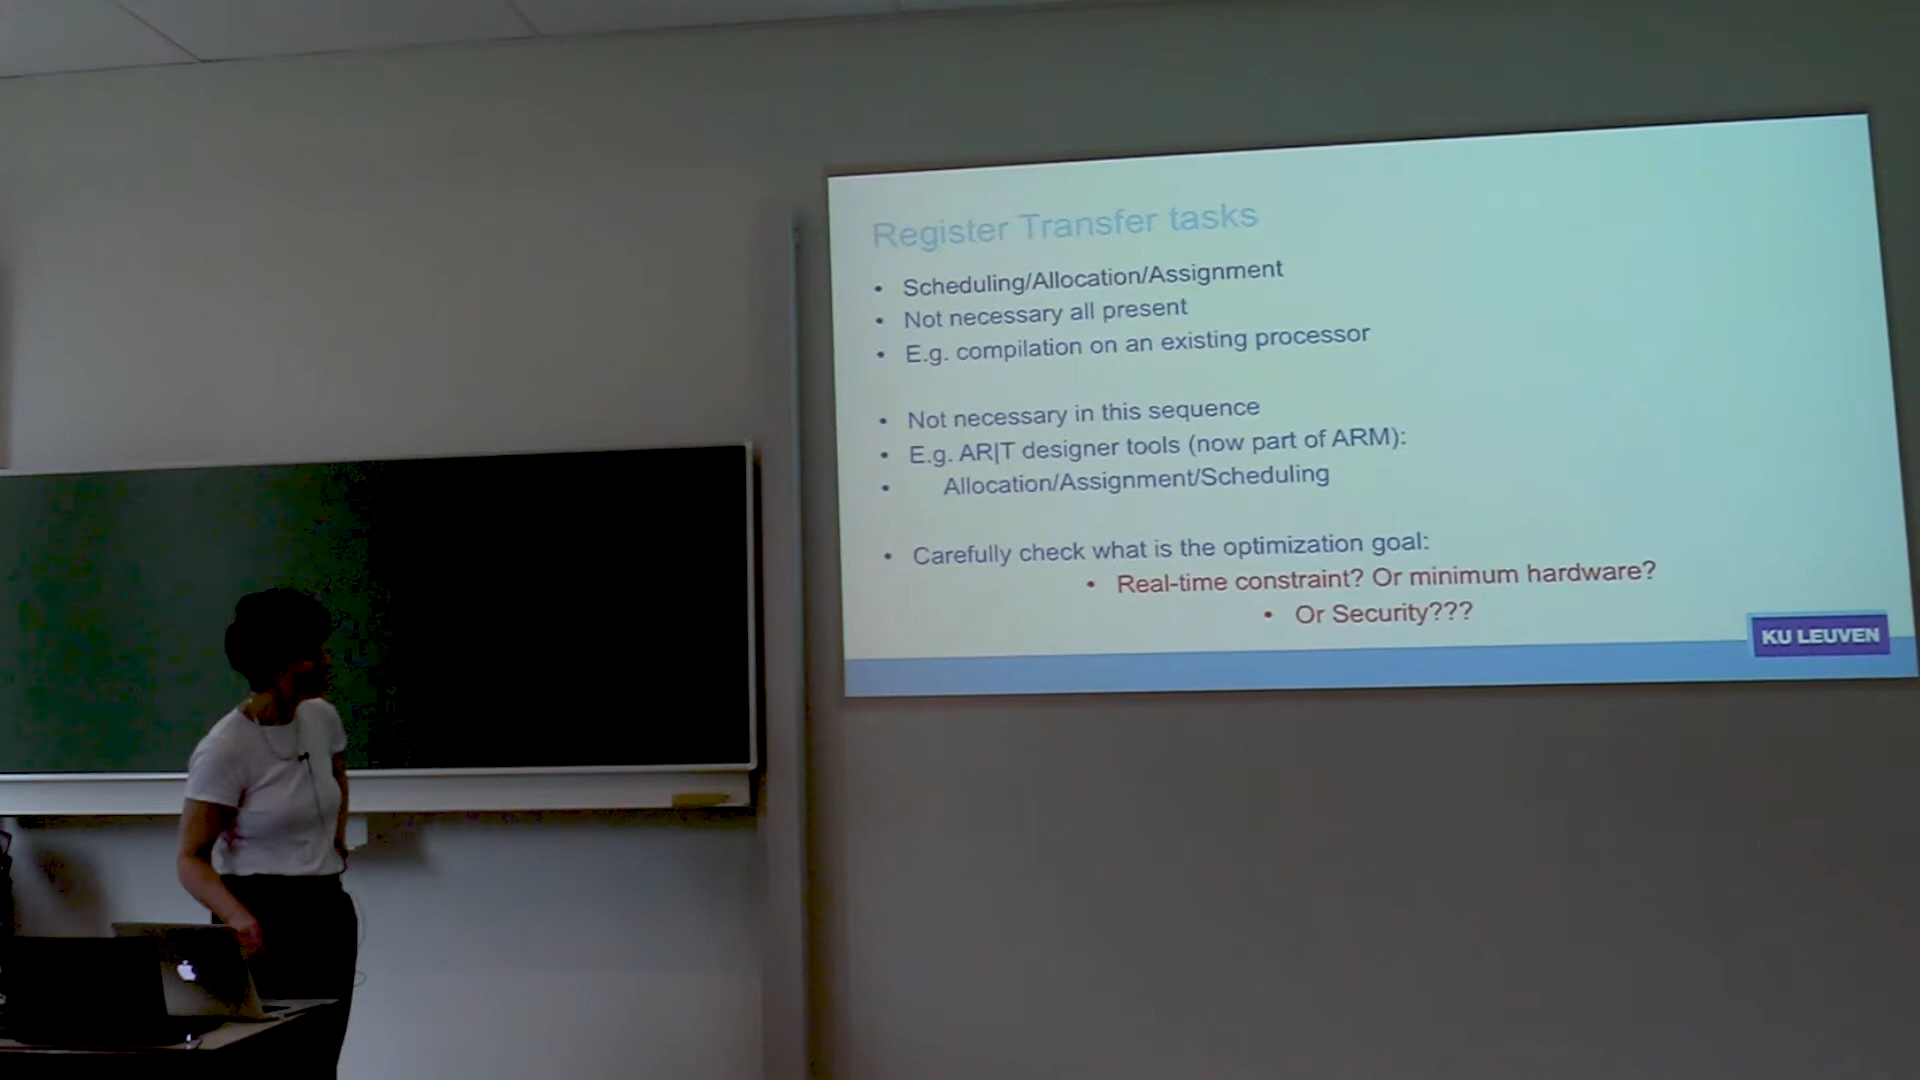 Register Transfer tasks
• Scheduling/Allocation/Assignment
• Not necessary all present
• E.g. compilation on an existing processor
• Not necessary in this sequence
• E.g. AR|T designer tools (now part of ARM):
• Allocation/Assignment/Scheduling
• Carefully check what is the optimization goal:
• Real-time constraint? Or minimum hardware?
• Or Security???
KU LEUVEN